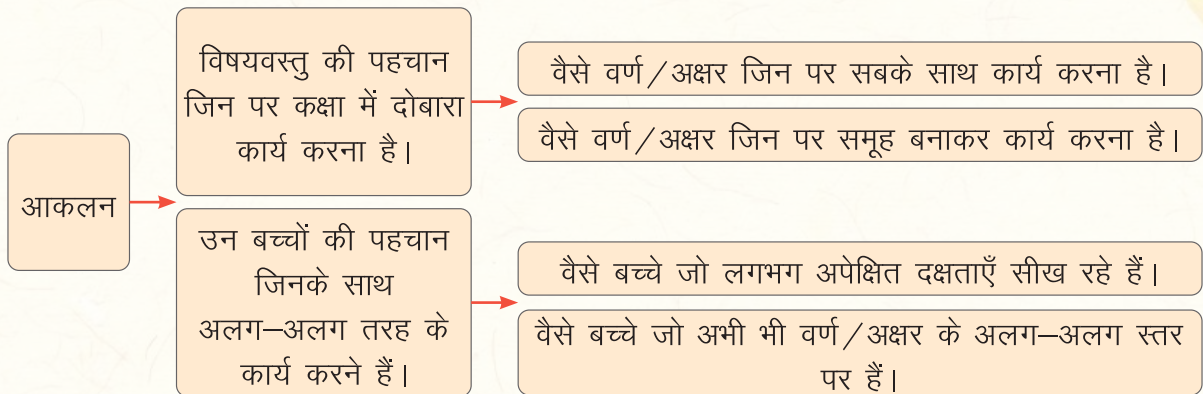 आकलन
विषयवस्तु की पहचान
जिन पर कक्षा में दोबारा
कार्य करना है।
वैसे वर्ण/अक्षर जिन पर सबके साथ कार्य करना है।
वैसे वर्ण/अक्षर जिन पर समूह बनाकर कार्य करना है।
उन बच्चों की पहचान
जिनके साथ
अलग–अलग तरह के
कार्य करने हैं।
वैसे बच्चे जो लगभग अपेक्षित दक्षताएँ सीख रहे हैं।
वैसे बच्चे जो अभी भी वर्ण/अक्षर के अलग–अलग स्तर
पर हैं।